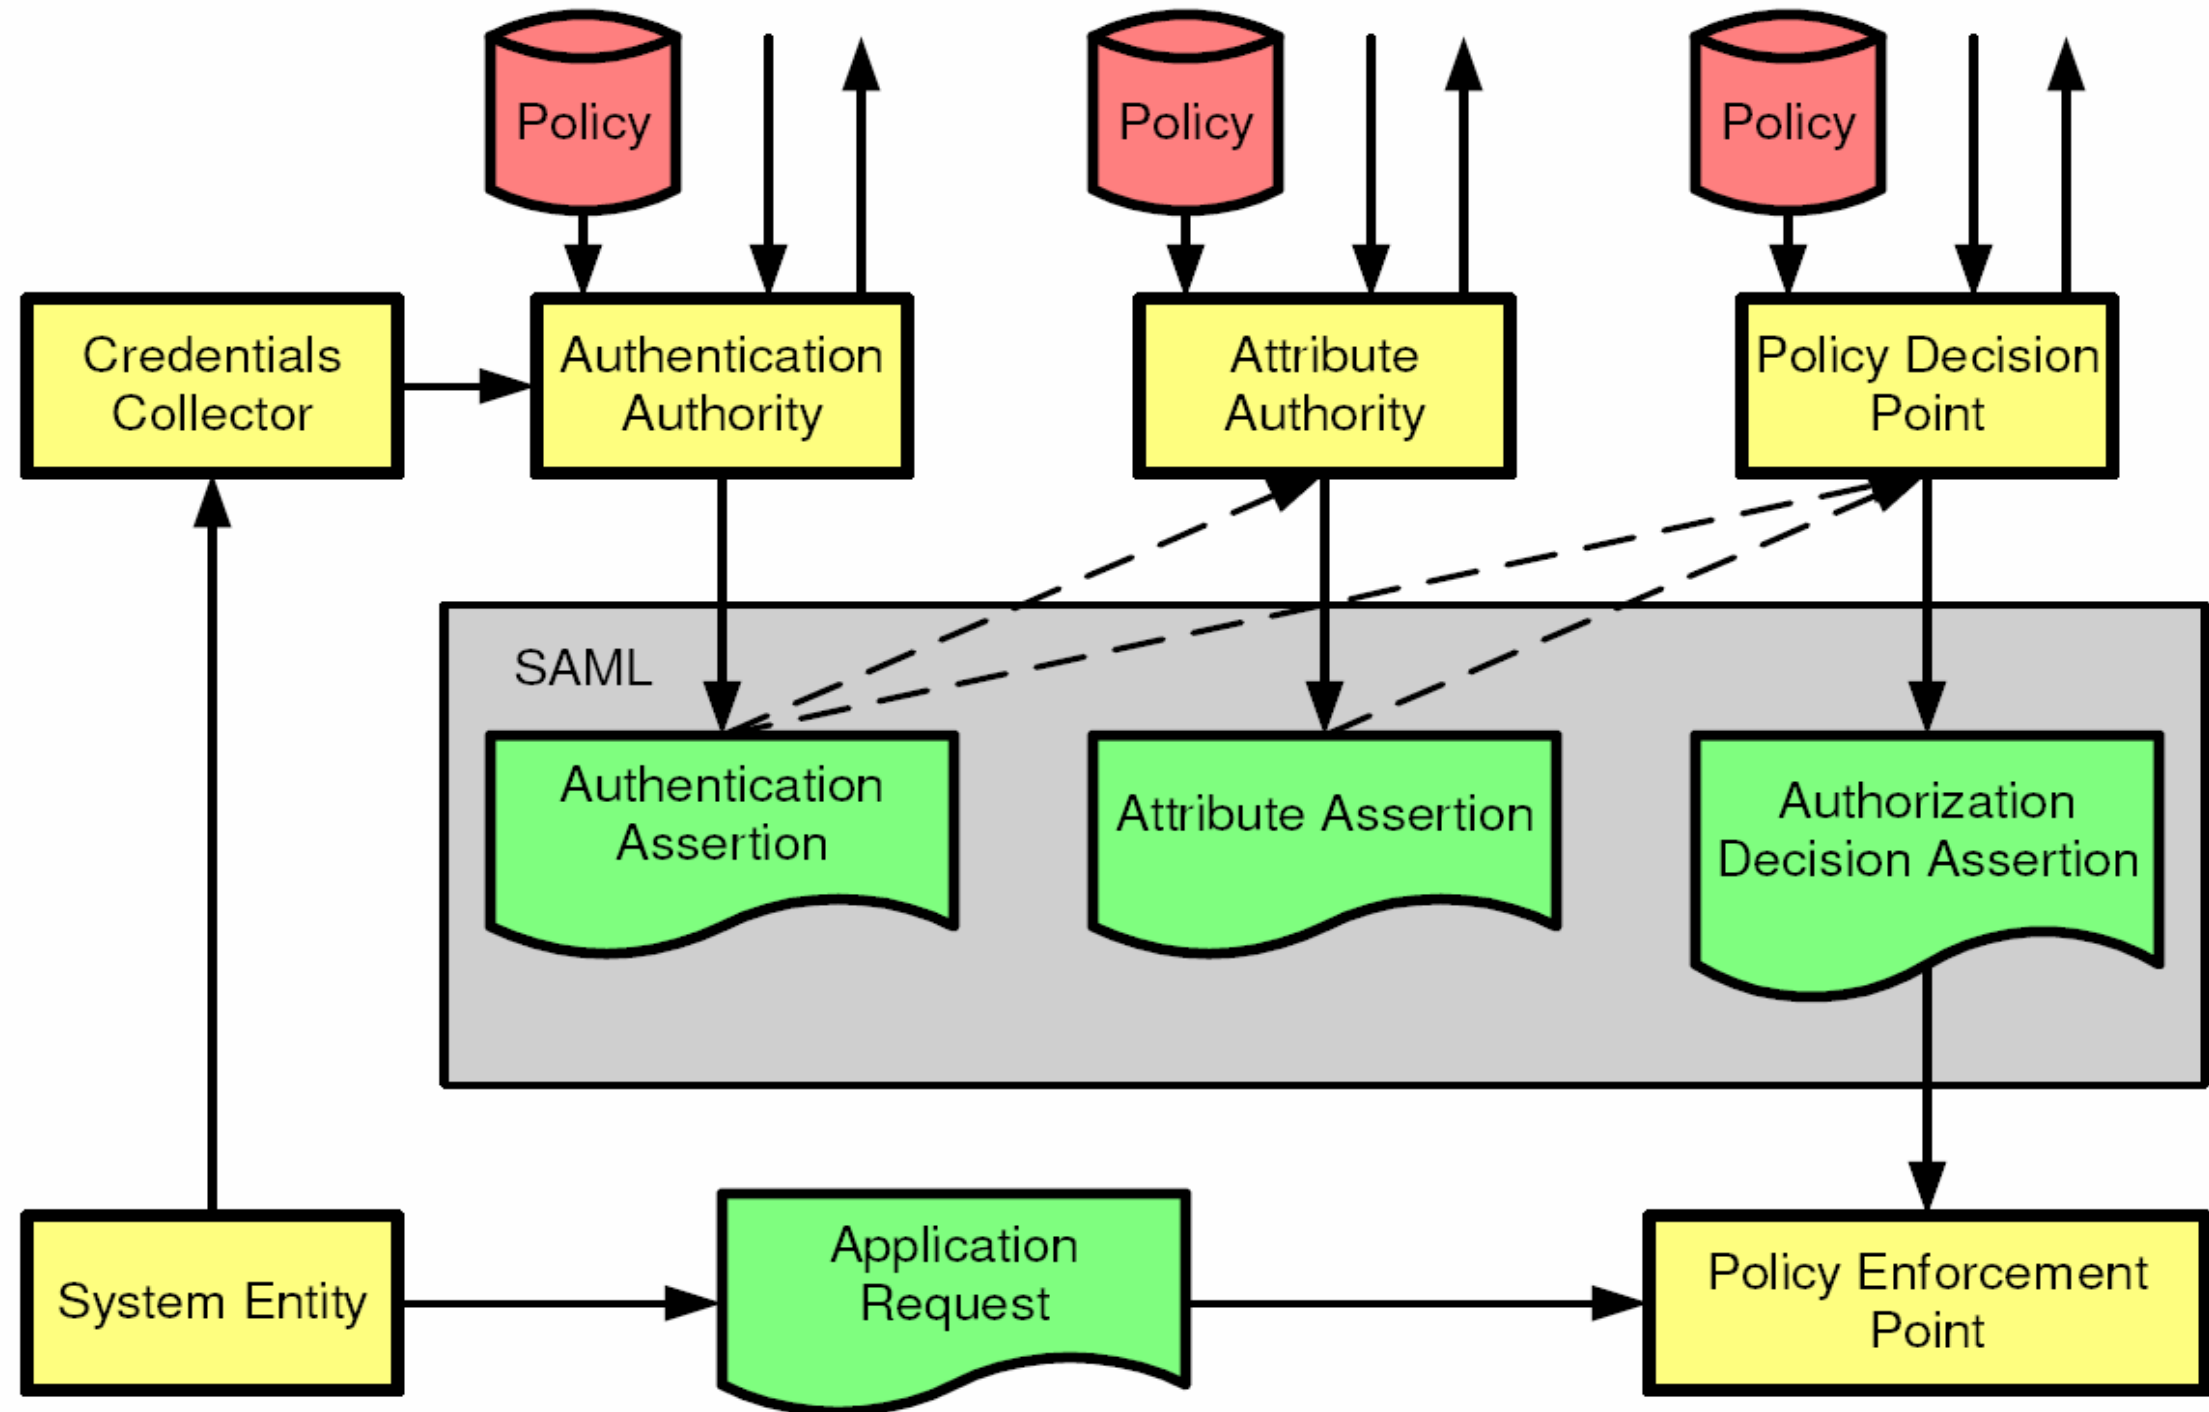 Policy
Policy
Policy
Credentials
Collector
Authentication
Authority
Attribute
Authority
Policy Decision
Point
SAML
Authentication
Assertion
Attribute Assertion
Authorization
Decision Assertion
System Entity
Application
Request
Policy Enforcement
Point